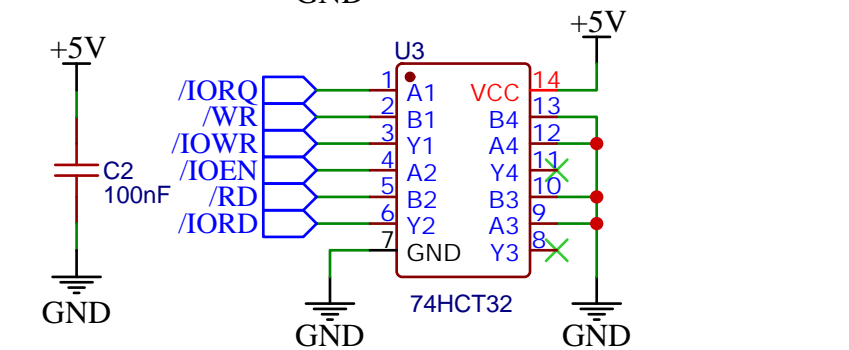 GND
+5V
+5V
U3
/IORQ 1 A1 VCC 14
/WR 2 B1 B4 13
/IOWR 3 Y1 A4 12
/IOEN 4 A2 Y4 11
/RD 5 B2 B3 10
/IORD 6 Y2 A3 9
7 GND Y3 8
C2
100nF
74HCT32
GND
GND
GND